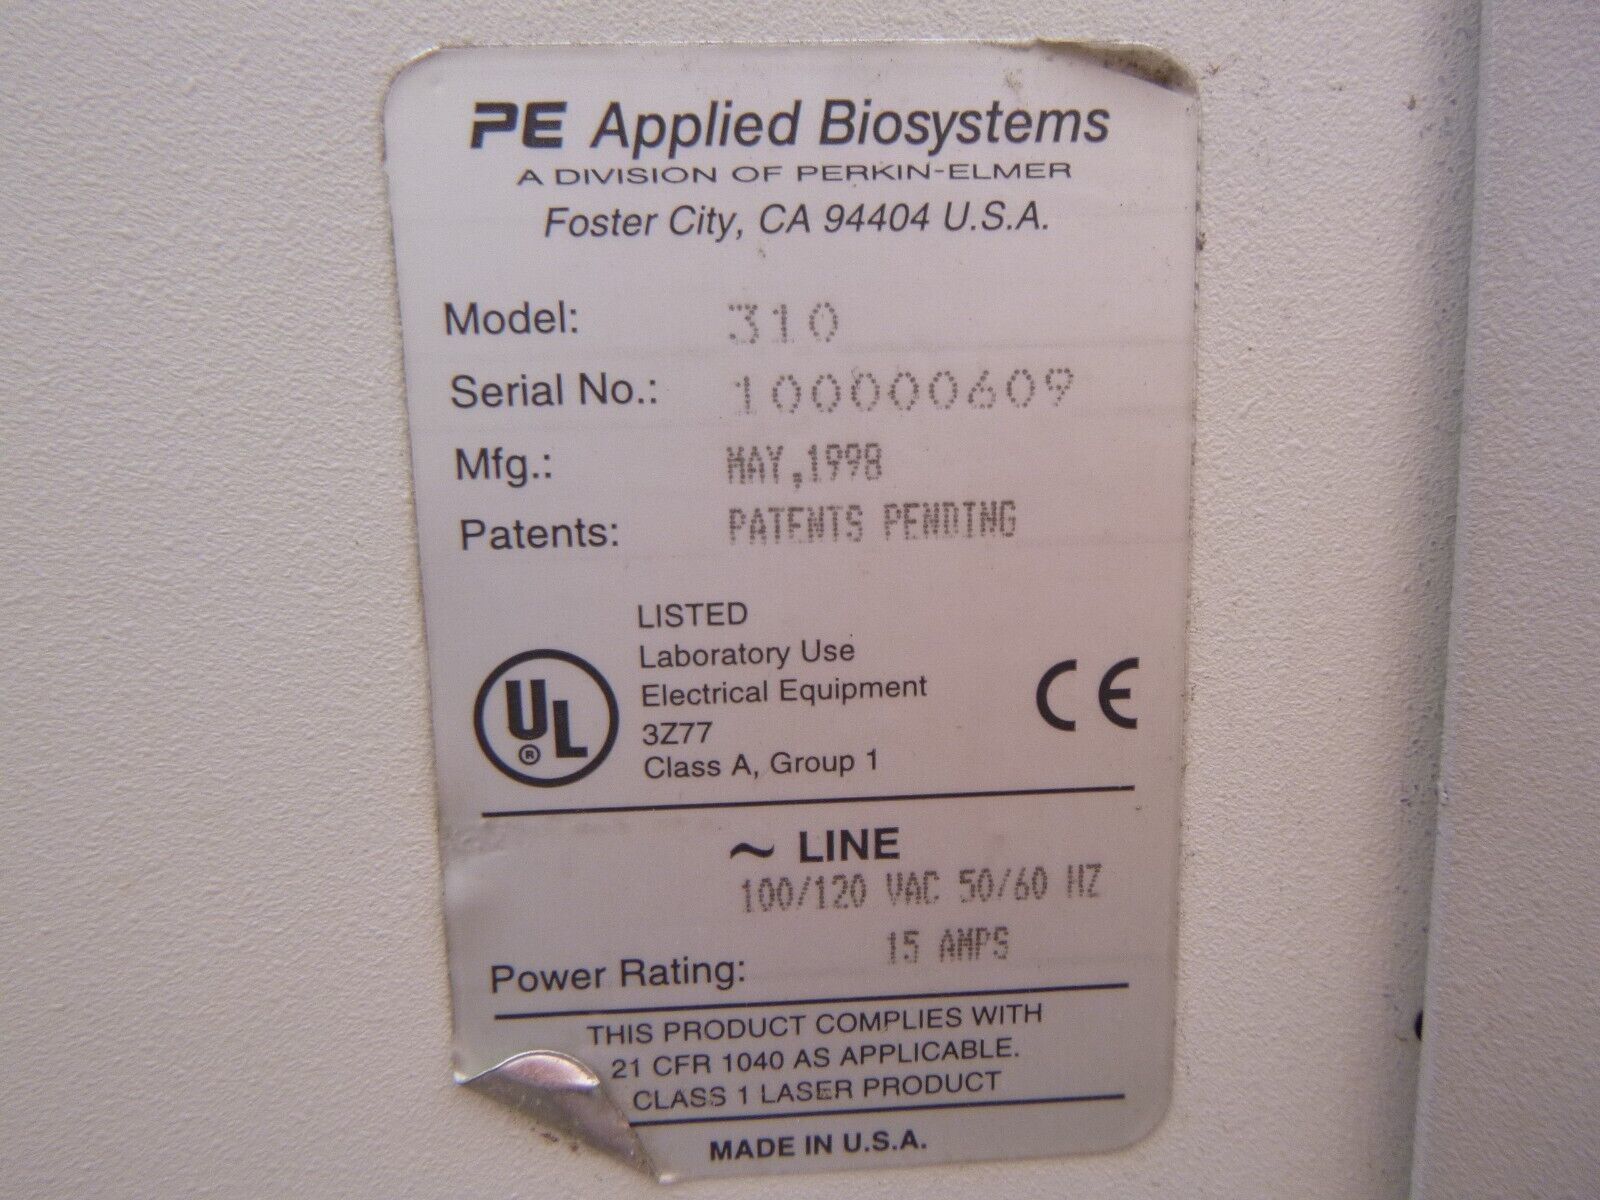 PE Applied Biosystems
A DIVISION OF PERKIN-ELMER
Foster City, CA 94404 U.S.A.
Model: 310
Serial No.: 100000609
Mfg.: MAY,1998
Patents: PATENTS PENDING
LISTED
Laboratory Use
Electrical Equipment
3Z77
Class A, Group 1
UL ®
CE
~ LINE
100/120 VAC 50/60 HZ
15 AMPS
Power Rating:
THIS PRODUCT COMPLIES WITH
21 CFR 1040 AS APPLICABLE.
CLASS 1 LASER PRODUCT
MADE IN U.S.A.